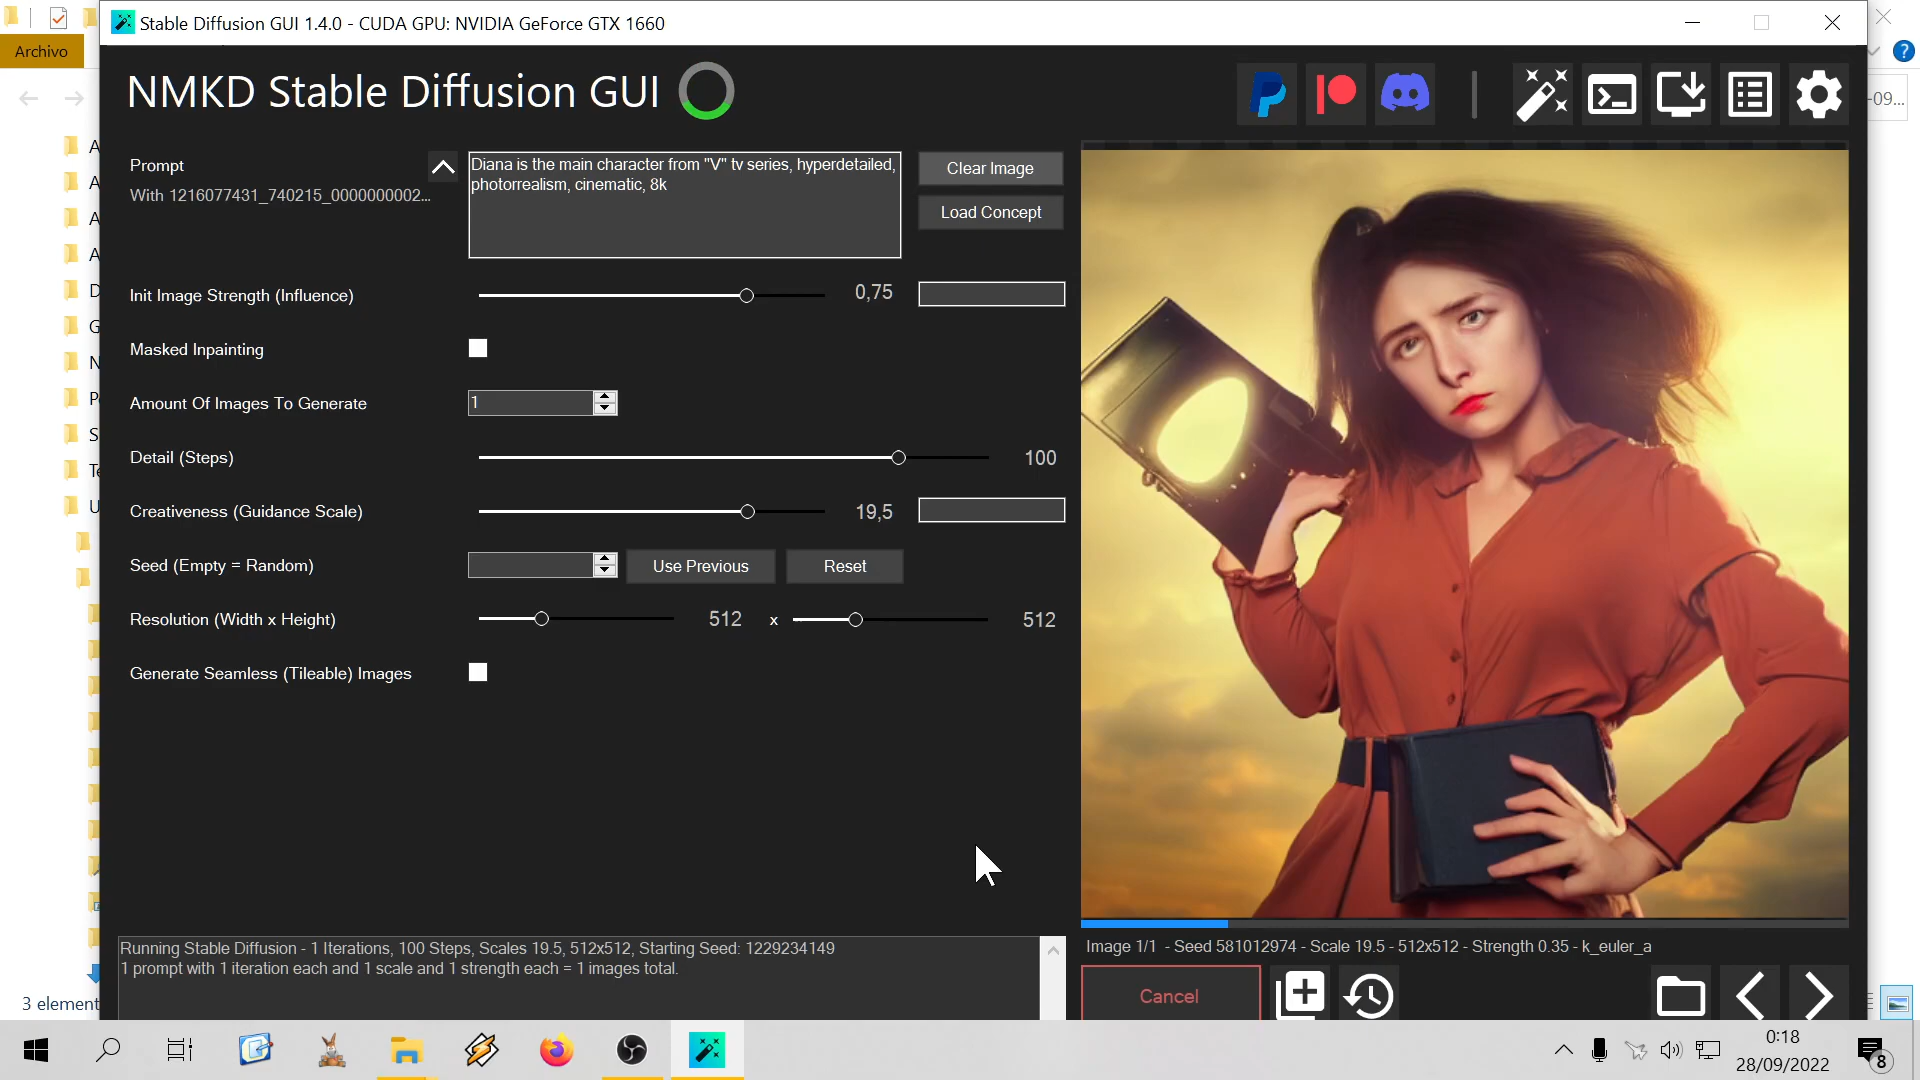 Stable Diffusion GUI 1.4.0 - CUDA GPU: NVIDIA GeForce GTX 1660
Archivo
NMKD Stable Diffusion GUI
-09...
Prompt
With 1216077431_740215_0000000002...
Diana is the main character from "V" tv series, hyperdetailed,
photorrealism, cinematic, 8k
Clear Image
Load Concept
Init Image Strength (Influence)
0,75
Masked Inpainting
Amount Of Images To Generate
1
Detail (Steps)
100
Creativeness (Guidance Scale)
19,5
Seed (Empty = Random)
Use Previous
Reset
Resolution (Width x Height)
512 x 512
Generate Seamless (Tileable) Images
Running Stable Diffusion - 1 Iterations, 100 Steps, Scales 19.5, 512x512, Starting Seed: 1229234149
1 prompt with 1 iteration each and 1 scale and 1 strength each = 1 images total.
Image 1/1 - Seed 581012974 - Scale 19.5 - 512x512 - Strength 0.35 - k_euler_a
Cancel
3 element
0:18
28/09/2022
8